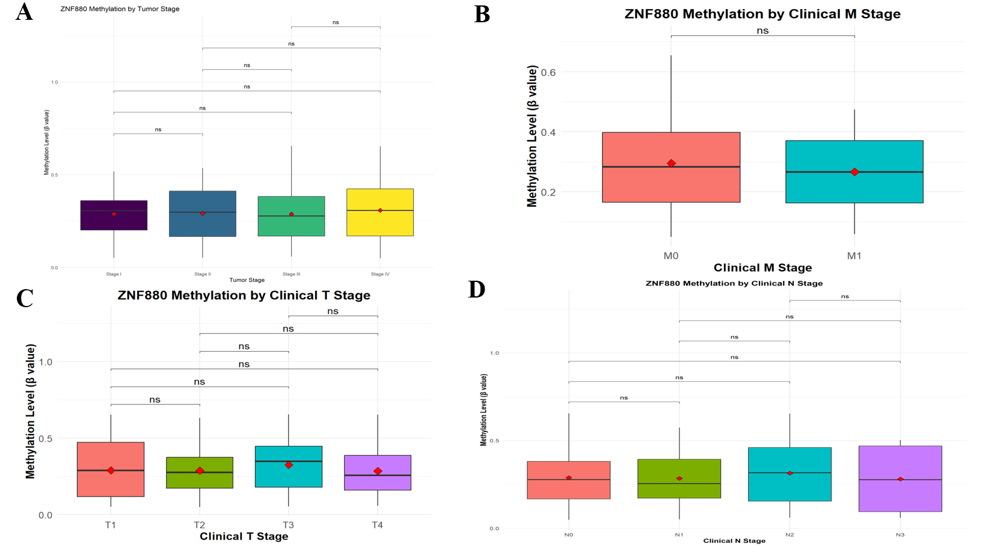 A
ZNF880 Methylation by Tumor Stage
ns
ns
ns
ns
ns
ns
1.0
0.5
0.0
Methylation Level (β value)
Stage I
Stage II
Stage III
Stage IV
Tumor Stage
B
ZNF880 Methylation by Clinical M Stage
ns
0.6
0.4
0.2
Methylation Level (β value)
M0
M1
Clinical M Stage
C
ZNF880 Methylation by Clinical T Stage
ns
ns
ns
ns
ns
ns
1.0
0.5
0.0
Methylation Level (β value)
T1
T2
T3
T4
Clinical T Stage
D
ZNF880 Methylation by Clinical N Stage
ns
ns
ns
ns
ns
ns
1.0
0.5
0.0
Methylation Level (β value)
N0
N1
N2
N3
Clinical N Stage